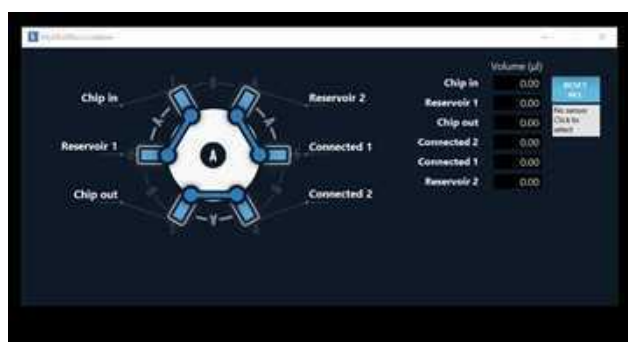 Volume (µl)
Chip in
Reservoir 2
Reservoir 1
Connected 1
Chip out
Connected 2
A
A
A
A
Chip in 0.00
Reservoir 1 0.00
Chip out 0.00
Connected 2 0.00
Connected 1 0.00
Reservoir 2 0.00
RESET
No sensor
Click to
select